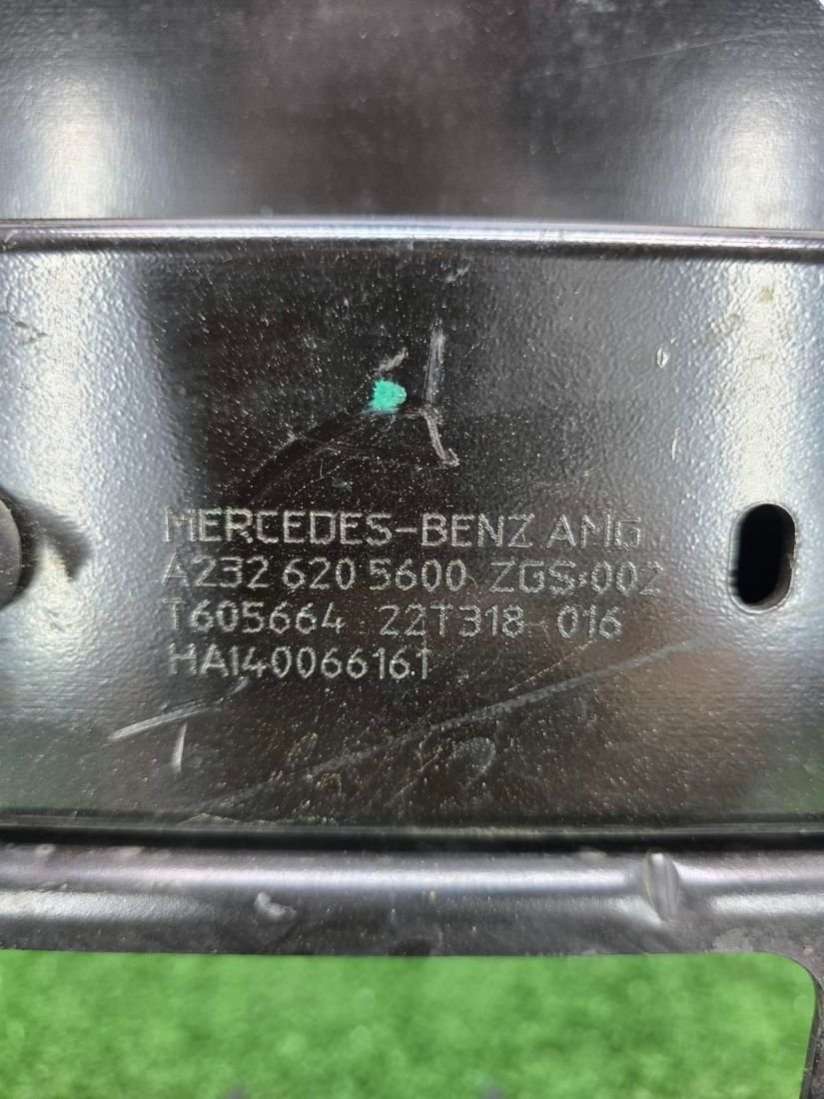 MERCEDES-BENZ AMG
A232 620 5600 ZGS:002
T605664 22T318-016
HA140066161